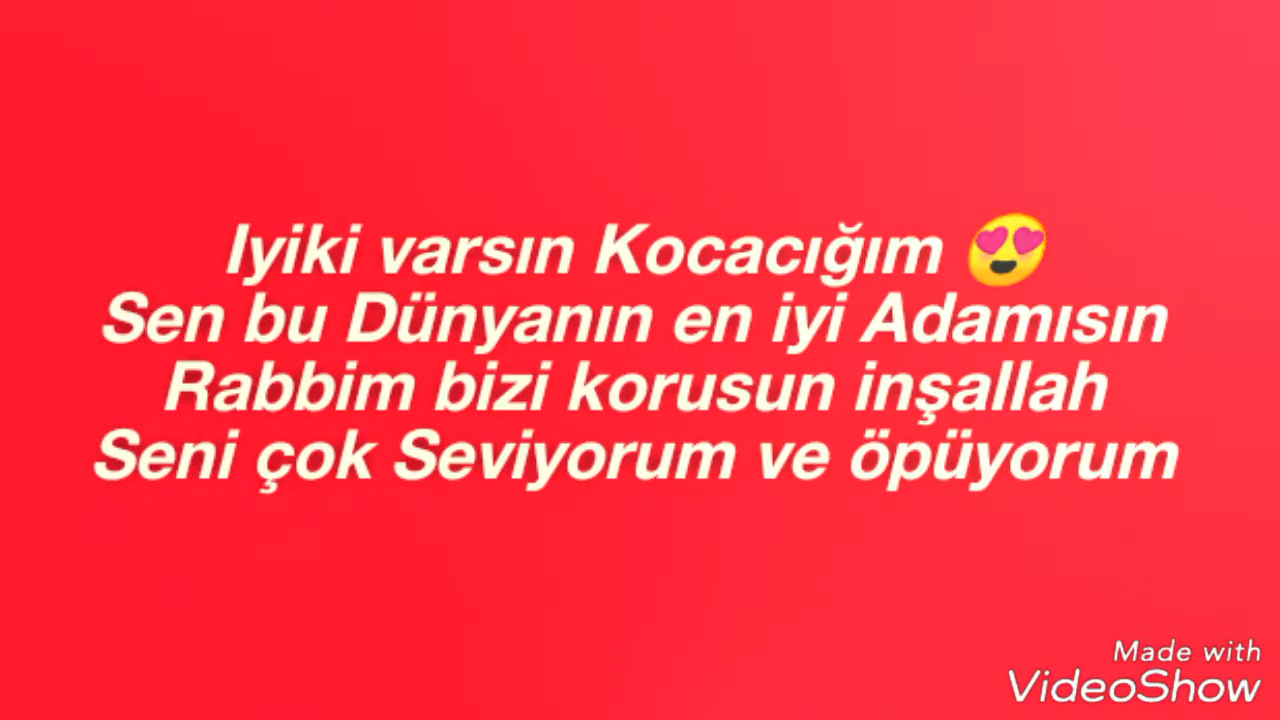 Iyiki varsın Kocacığım 😍
Sen bu Dünyanın en iyi Adamısın
Rabbim bizi korusun inşallah
Seni çok Seviyorum ve öpüyorum
Made with
VideoShow